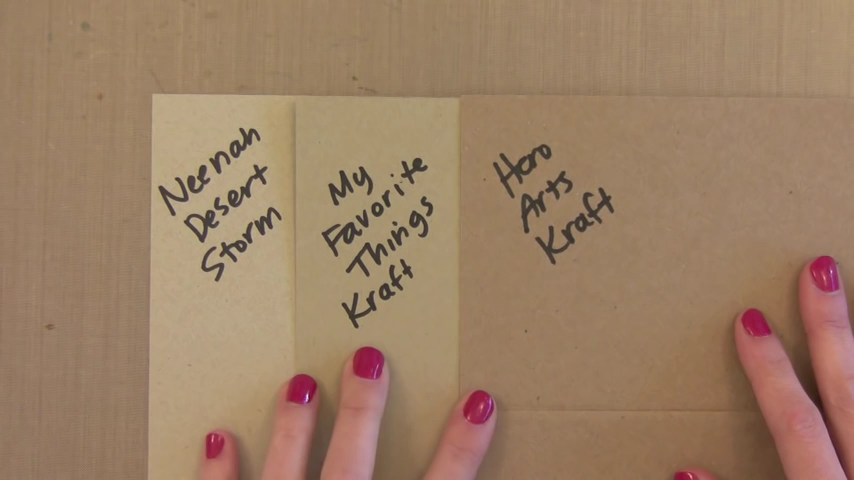 Neenah
Desert
Storm
My
Favorite
Things
Kraft
Hero
Arts
Kraft